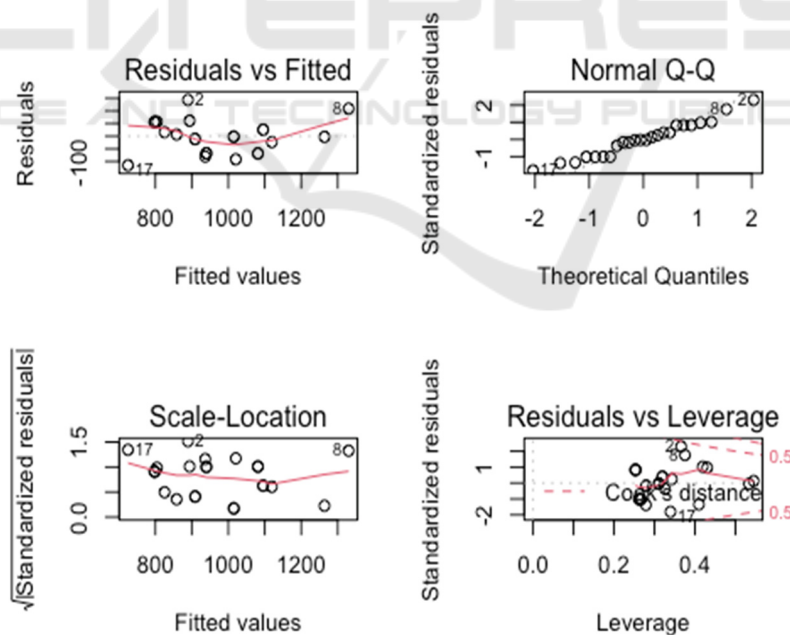 Residuals vs Fitted
Residuals
-100
2
8
17
800 1000 1200
Fitted values
Normal Q-Q
Standardized residuals
2
-1
2
8
17
-2 -1 0 1 2
Theoretical Quantiles
Scale-Location
√|Standardized residuals|
1.5
0.0
17
2
8
800 1000 1200
Fitted values
Residuals vs Leverage
Standardized residuals
1
-2
2
8
17
0.5
Cook's distance
0.5
0.0 0.2 0.4
Leverage
AND TECHNOLOGY PUBLIC